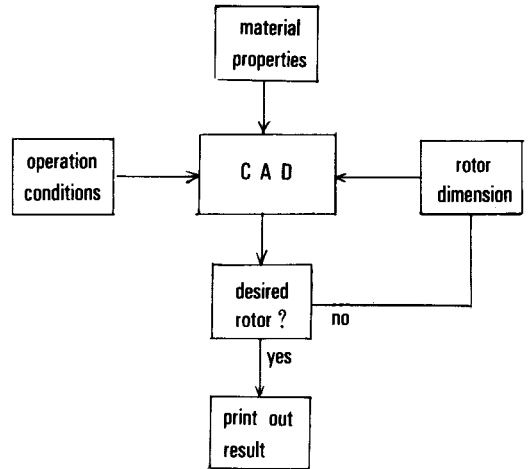 material
properties
operation
conditions
C A D
rotor
dimension
desired
rotor ?
no
yes
print out
result